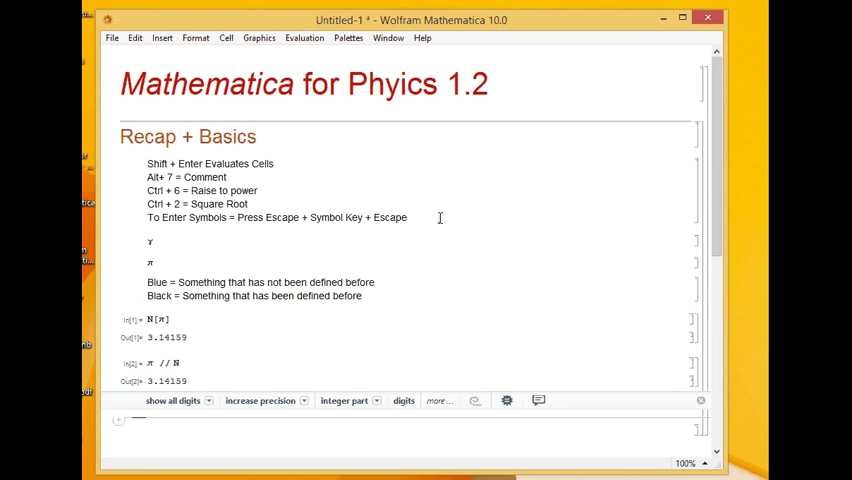 Untitled-1 * - Wolfram Mathematica 10.0
File Edit Insert Format Cell Graphics Evaluation Palettes Window Help
Mathematica for Phyics 1.2
Recap + Basics
Shift + Enter Evaluates Cells
Alt+ 7 = Comment
Ctrl + 6 = Raise to power
Ctrl + 2 = Square Root
To Enter Symbols = Press Escape + Symbol Key + Escape
γ
π
Blue = Something that has not been defined before
Black = Something that has been defined before
In[1]:= N[π]
Out[1]= 3.14159
In[2]:= π // N
Out[2]= 3.14159
show all digits increase precision integer part digits more...
100%